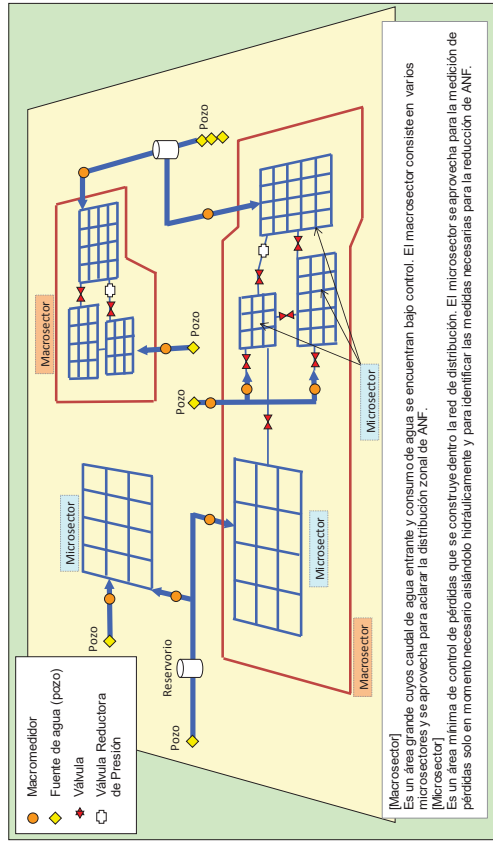 Macromedidor
Fuente de agua (pozo)
Válvula
Válvula Reductora
de Presión
Pozo
Reservorio
Pozo
Microsector
Macrosector
Pozo
Pozo
Pozo
Microsector
Macrosector
Microsector
[Macrosector]
Es un área grande cuyos caudal de agua entrante y consumo de agua se encuentran bajo control. El macrosector consiste en varios
microsectores y se aprovecha para aclarar la distribución zonal de ANF.
[Microsector]
Es un área mínima de control de pérdidas que se construye dentro la red de distribución. El microsector se aprovecha para la medición de
pérdidas solo en momento necesario aislándolo hidráulicamente y para identificar las medidas necesarias para la reducción de ANF.